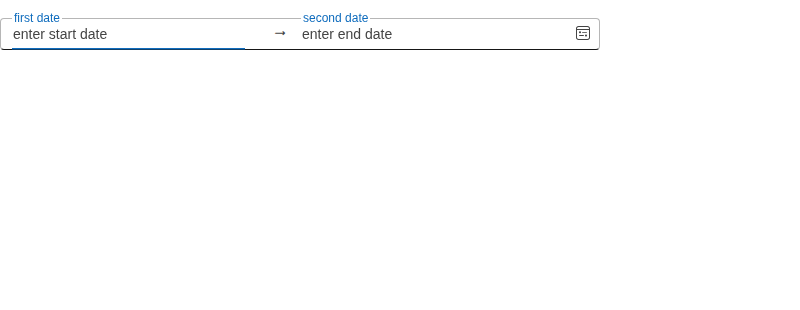 first date second date
enter start date → enter end date